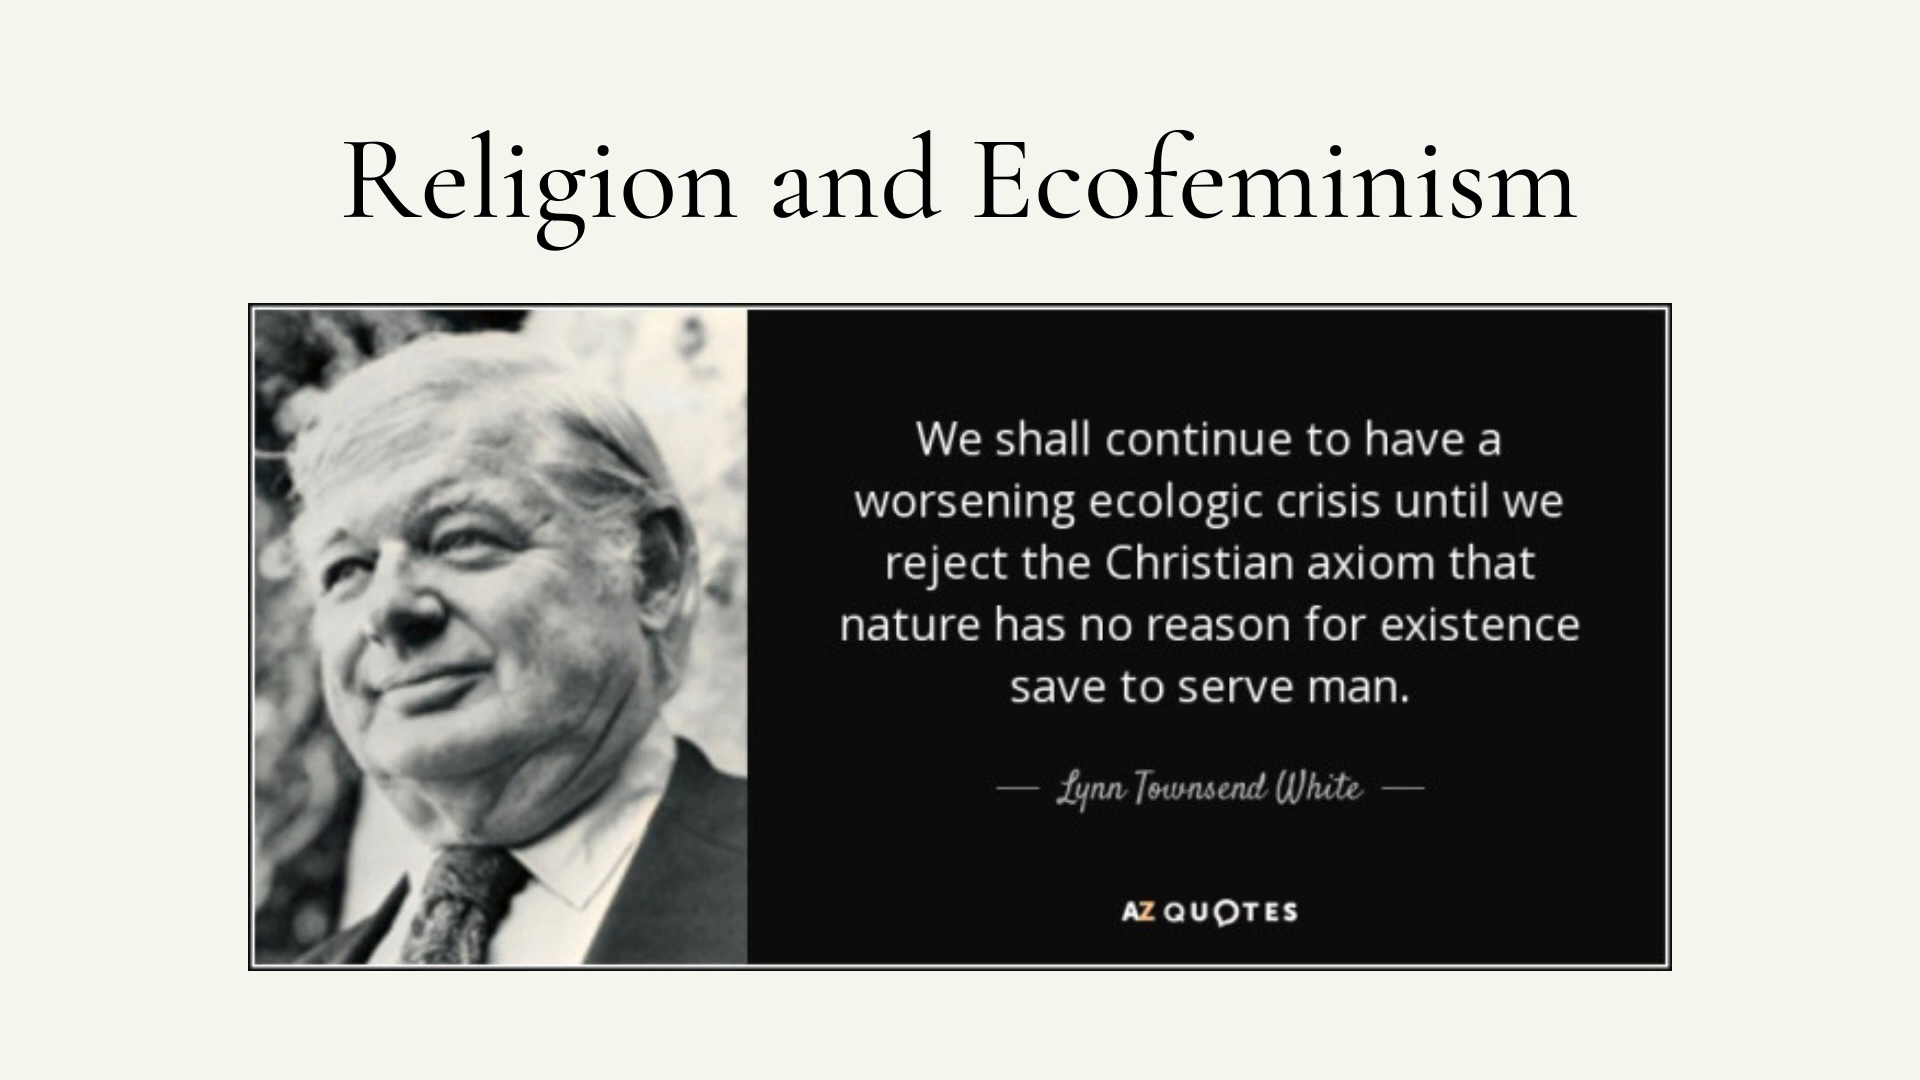 Religion and Ecofeminism
We shall continue to have a
worsening ecologic crisis until we
reject the Christian axiom that
nature has no reason for existence
save to serve man.
Lynn Townsend White
AZ QUOTES